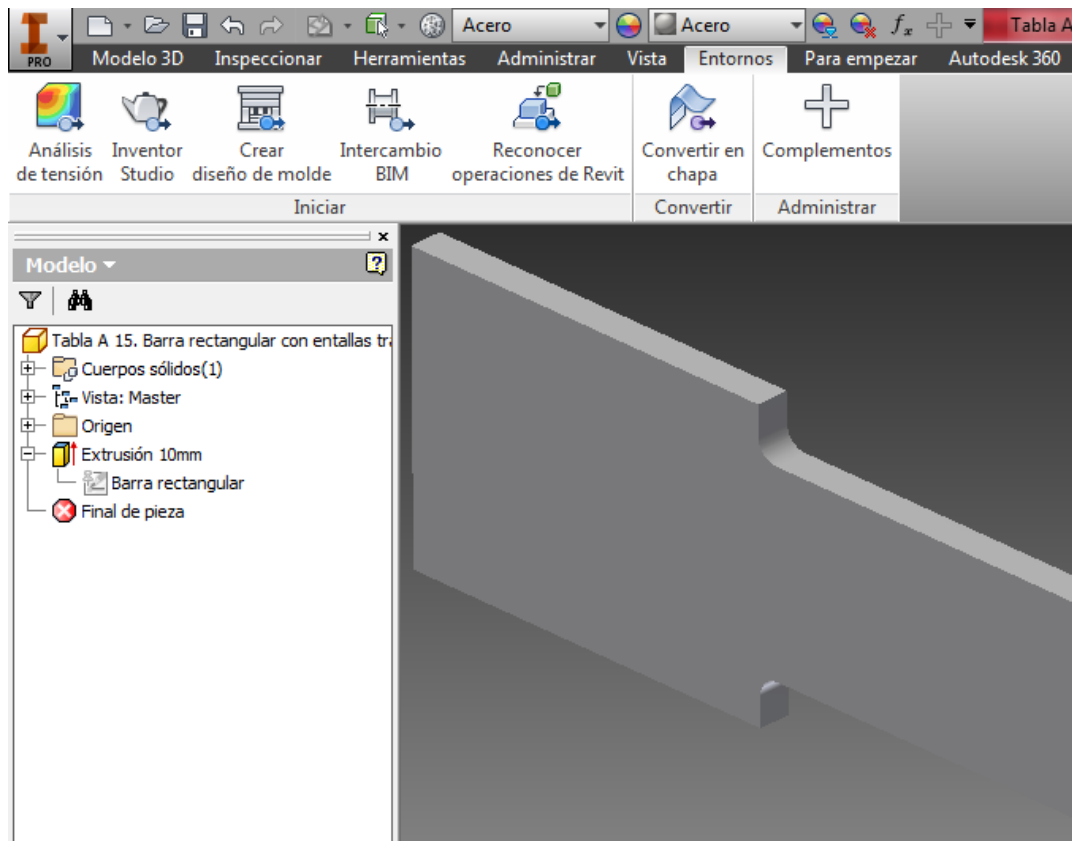 Acero Acero fx Tabla A
PRO Modelo 3D Inspeccionar Herramientas Administrar Vista Entornos Para empezar Autodesk 360
Análisis de tensión
Inventor Studio
Crear diseño de molde
Intercambio BIM
Reconocer operaciones de Revit
Convertir en chapa
Complementos
Iniciar Convertir Administrar
Modelo
Tabla A 15. Barra rectangular con entallas tra
Cuerpos sólidos(1)
Vista: Master
Origen
Extrusión 10mm
Barra rectangular
Final de pieza